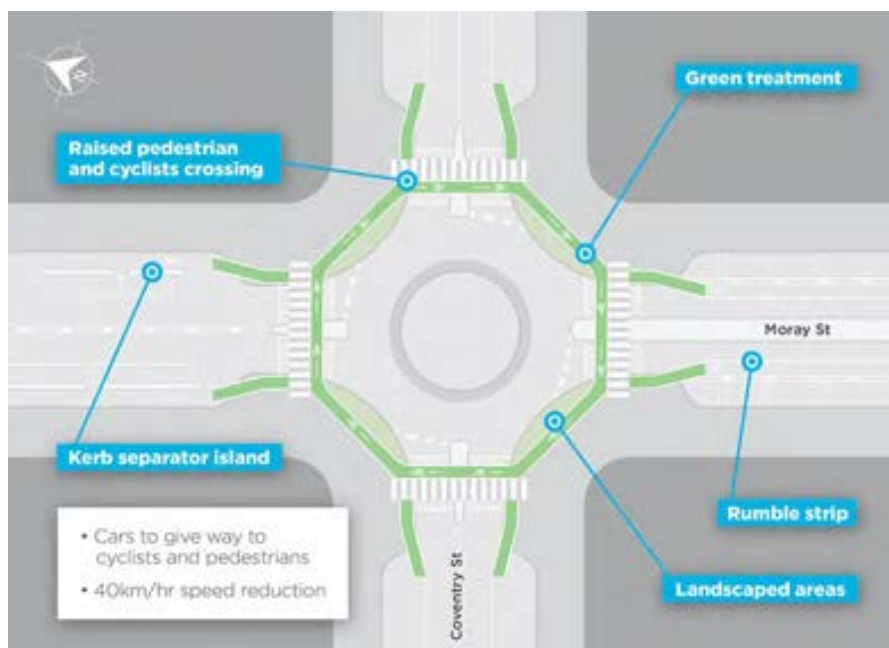 N
Green treatment
Raised pedestrian
and cyclists crossing
Moray St
Kerb separator island
Rumble strip
• Cars to give way to
cyclists and pedestrians
• 40km/hr speed reduction
Landscaped areas
Coventry St